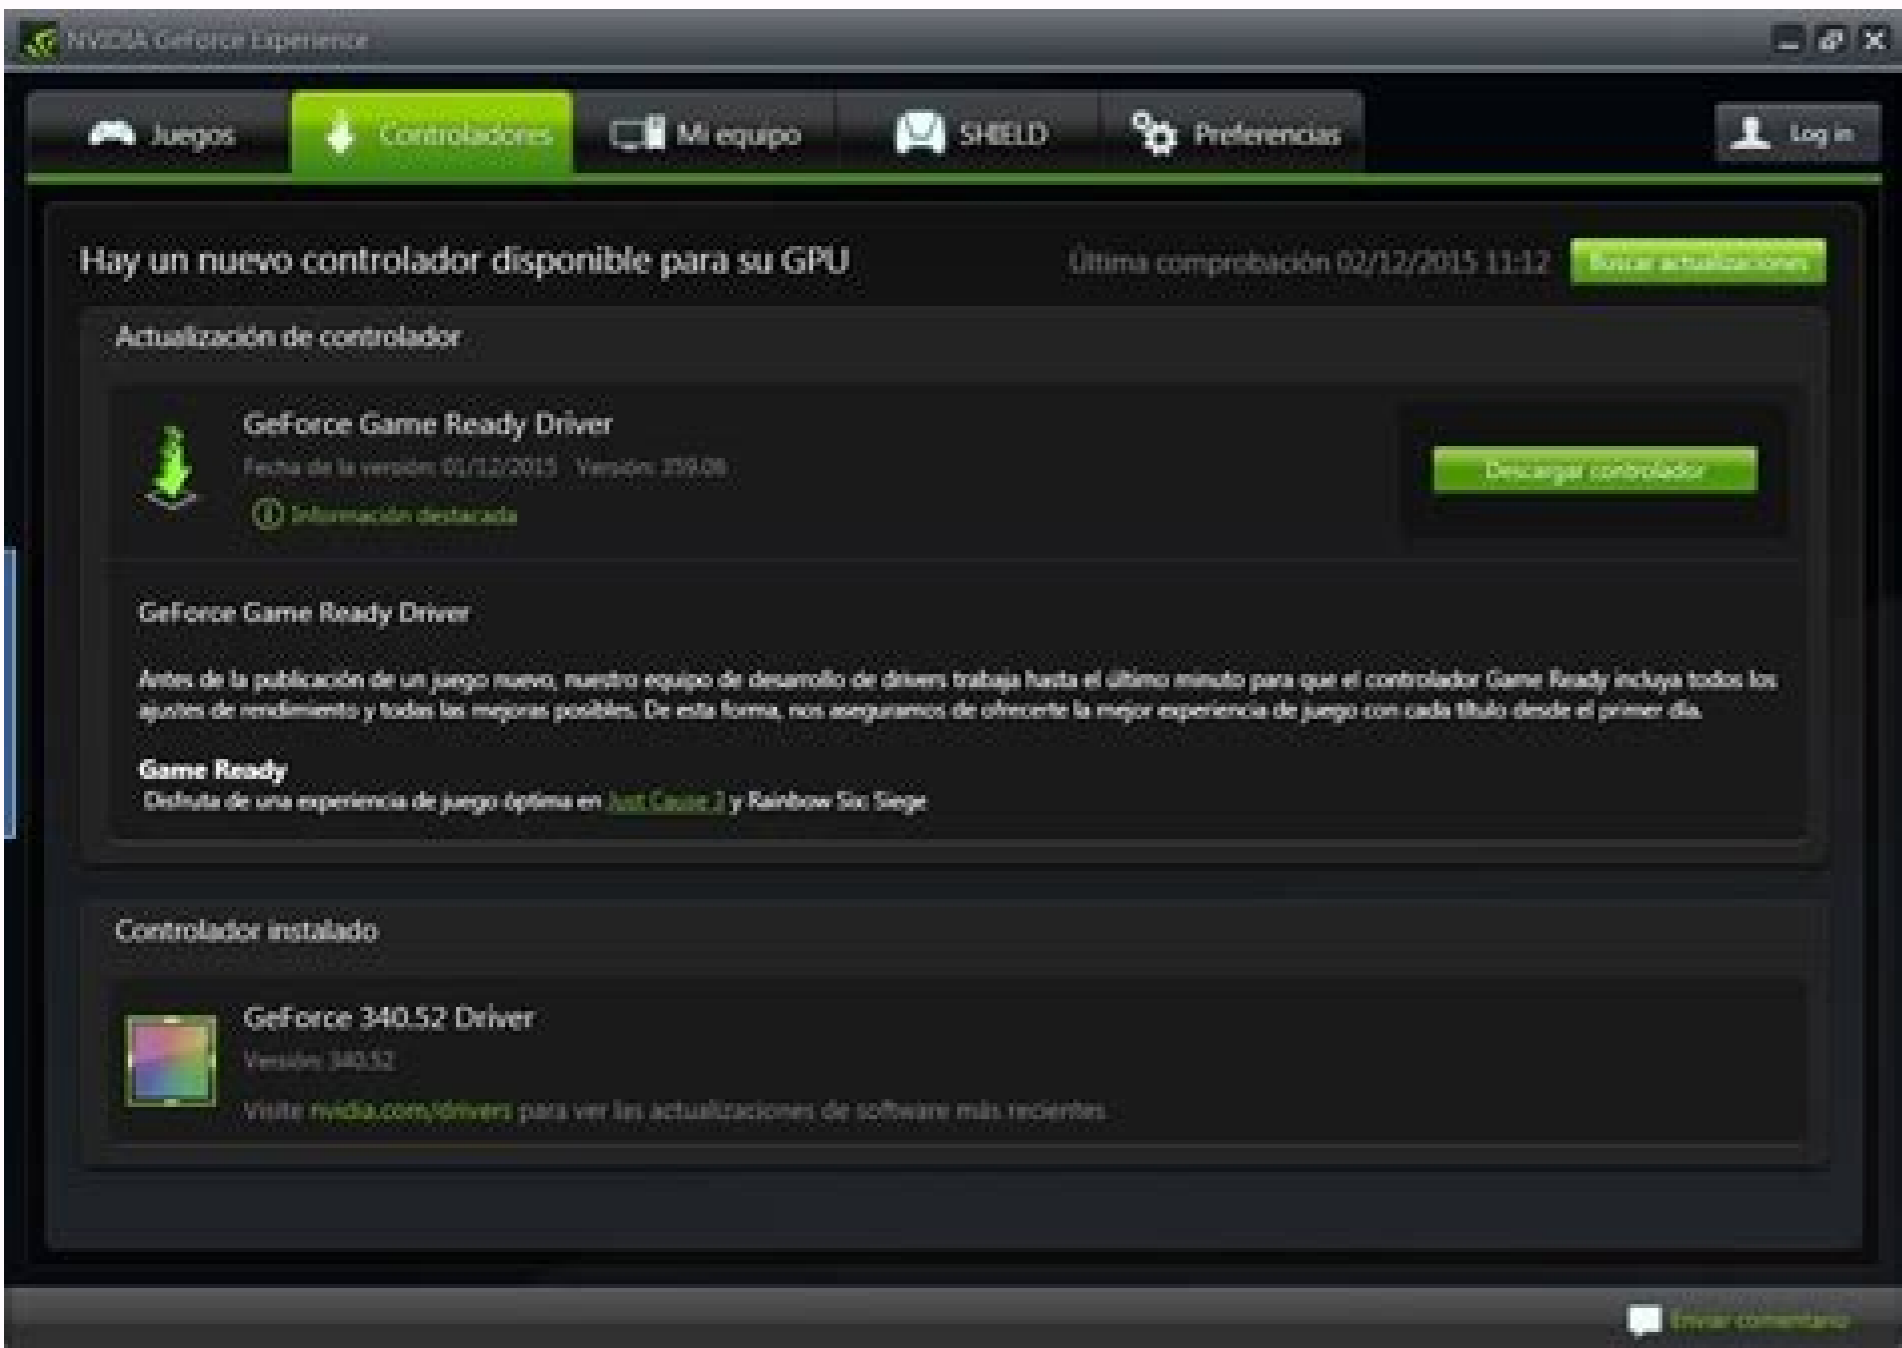 NVIDIA GeForce Experience
Juegos
Controladores
Mi equipo
SHIELD
Preferencias
Log in
Hay un nuevo controlador disponible para su GPU
Última comprobación 02/12/2015 11:12
Buscar actualizaciones
Actualización de controlador
GeForce Game Ready Driver
Fecha de la versión: 01/12/2015 Versión: 359.06
Información destacada
Descargar controlador
GeForce Game Ready Driver
Antes de la publicación de un juego nuevo, nuestro equipo de desarrollo de drivers trabaja hasta el último minuto para que el controlador Game Ready incluya todos los
ajustes de rendimiento y todas las mejoras posibles. De esta forma, nos aseguramos de ofrecerte la mejor experiencia de juego con cada título desde el primer día.
Game Ready
Disfruta de una experiencia de juego óptima en Just Cause 3 y Rainbow Six: Siege
Controlador instalado
GeForce 340.52 Driver
Versión: 340.52
Visite nvidia.com/drivers para ver las actualizaciones de software más recientes.
Enviar comentario